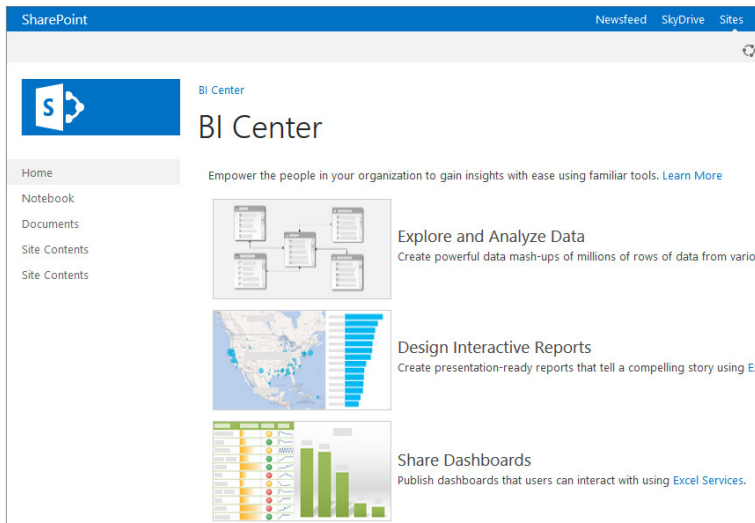 SharePoint
Newsfeed SkyDrive Sites
S
BI Center
BI Center
Home
Notebook
Documents
Site Contents
Site Contents
Empower the people in your organization to gain insights with ease using familiar tools. Learn More
Explore and Analyze Data
Create powerful data mash-ups of millions of rows of data from vario
Design Interactive Reports
Create presentation-ready reports that tell a compelling story using E
Share Dashboards
Publish dashboards that users can interact with using Excel Services.